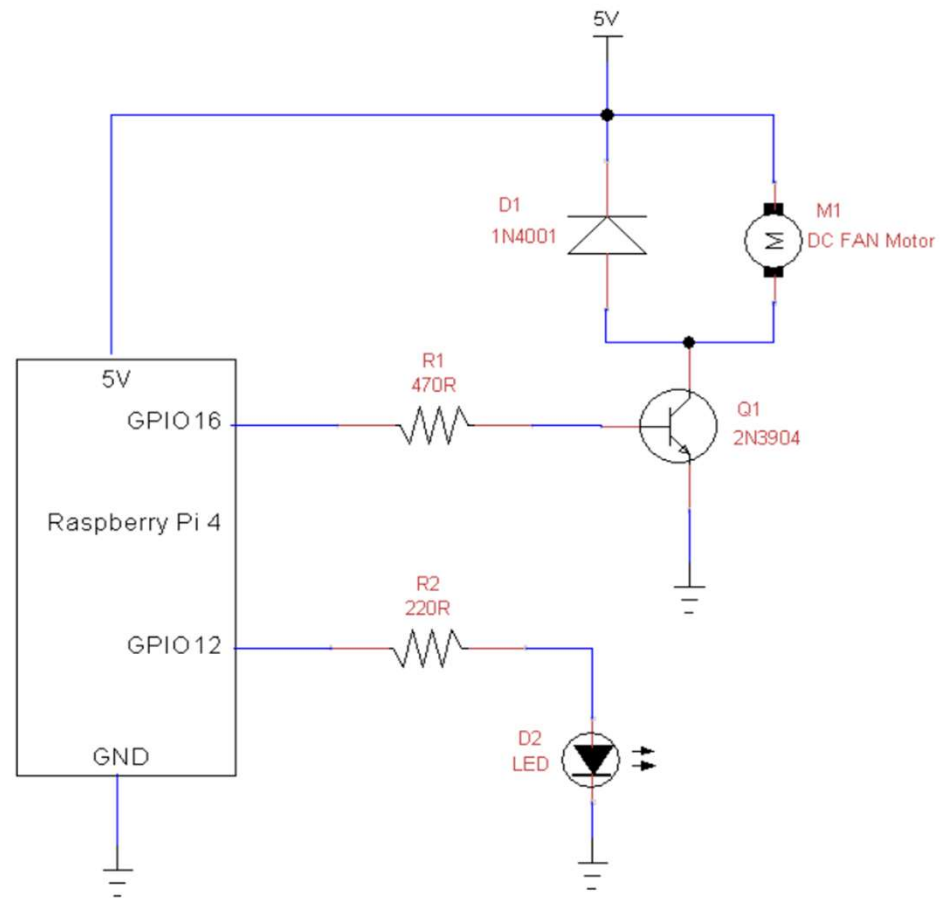 5V
D1
1N4001
M1
M
DC FAN Motor
5V
R1
470R
GPIO16
Q1
2N3904
Raspberry Pi 4
R2
220R
GPIO12
D2
LED
GND